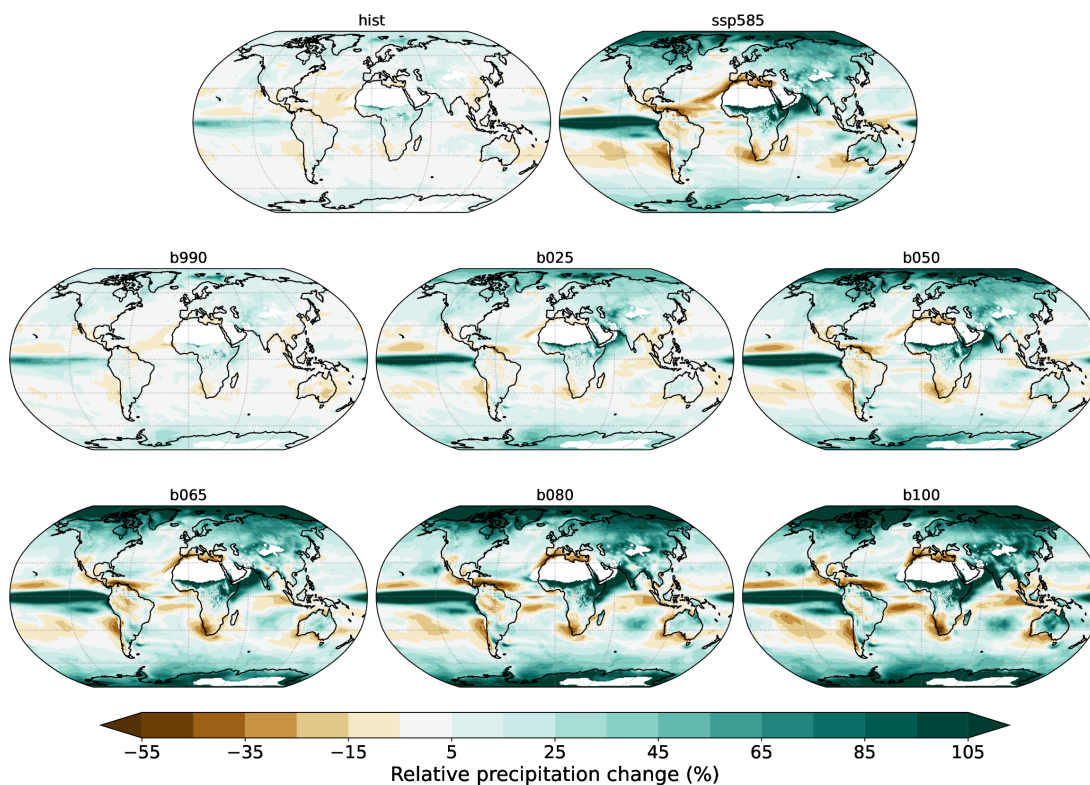 hist ssp585
b990 b025 b050
b065 b080 b100
−55 −35 −15 5 25 45 65 85 105
Relative precipitation change (%)